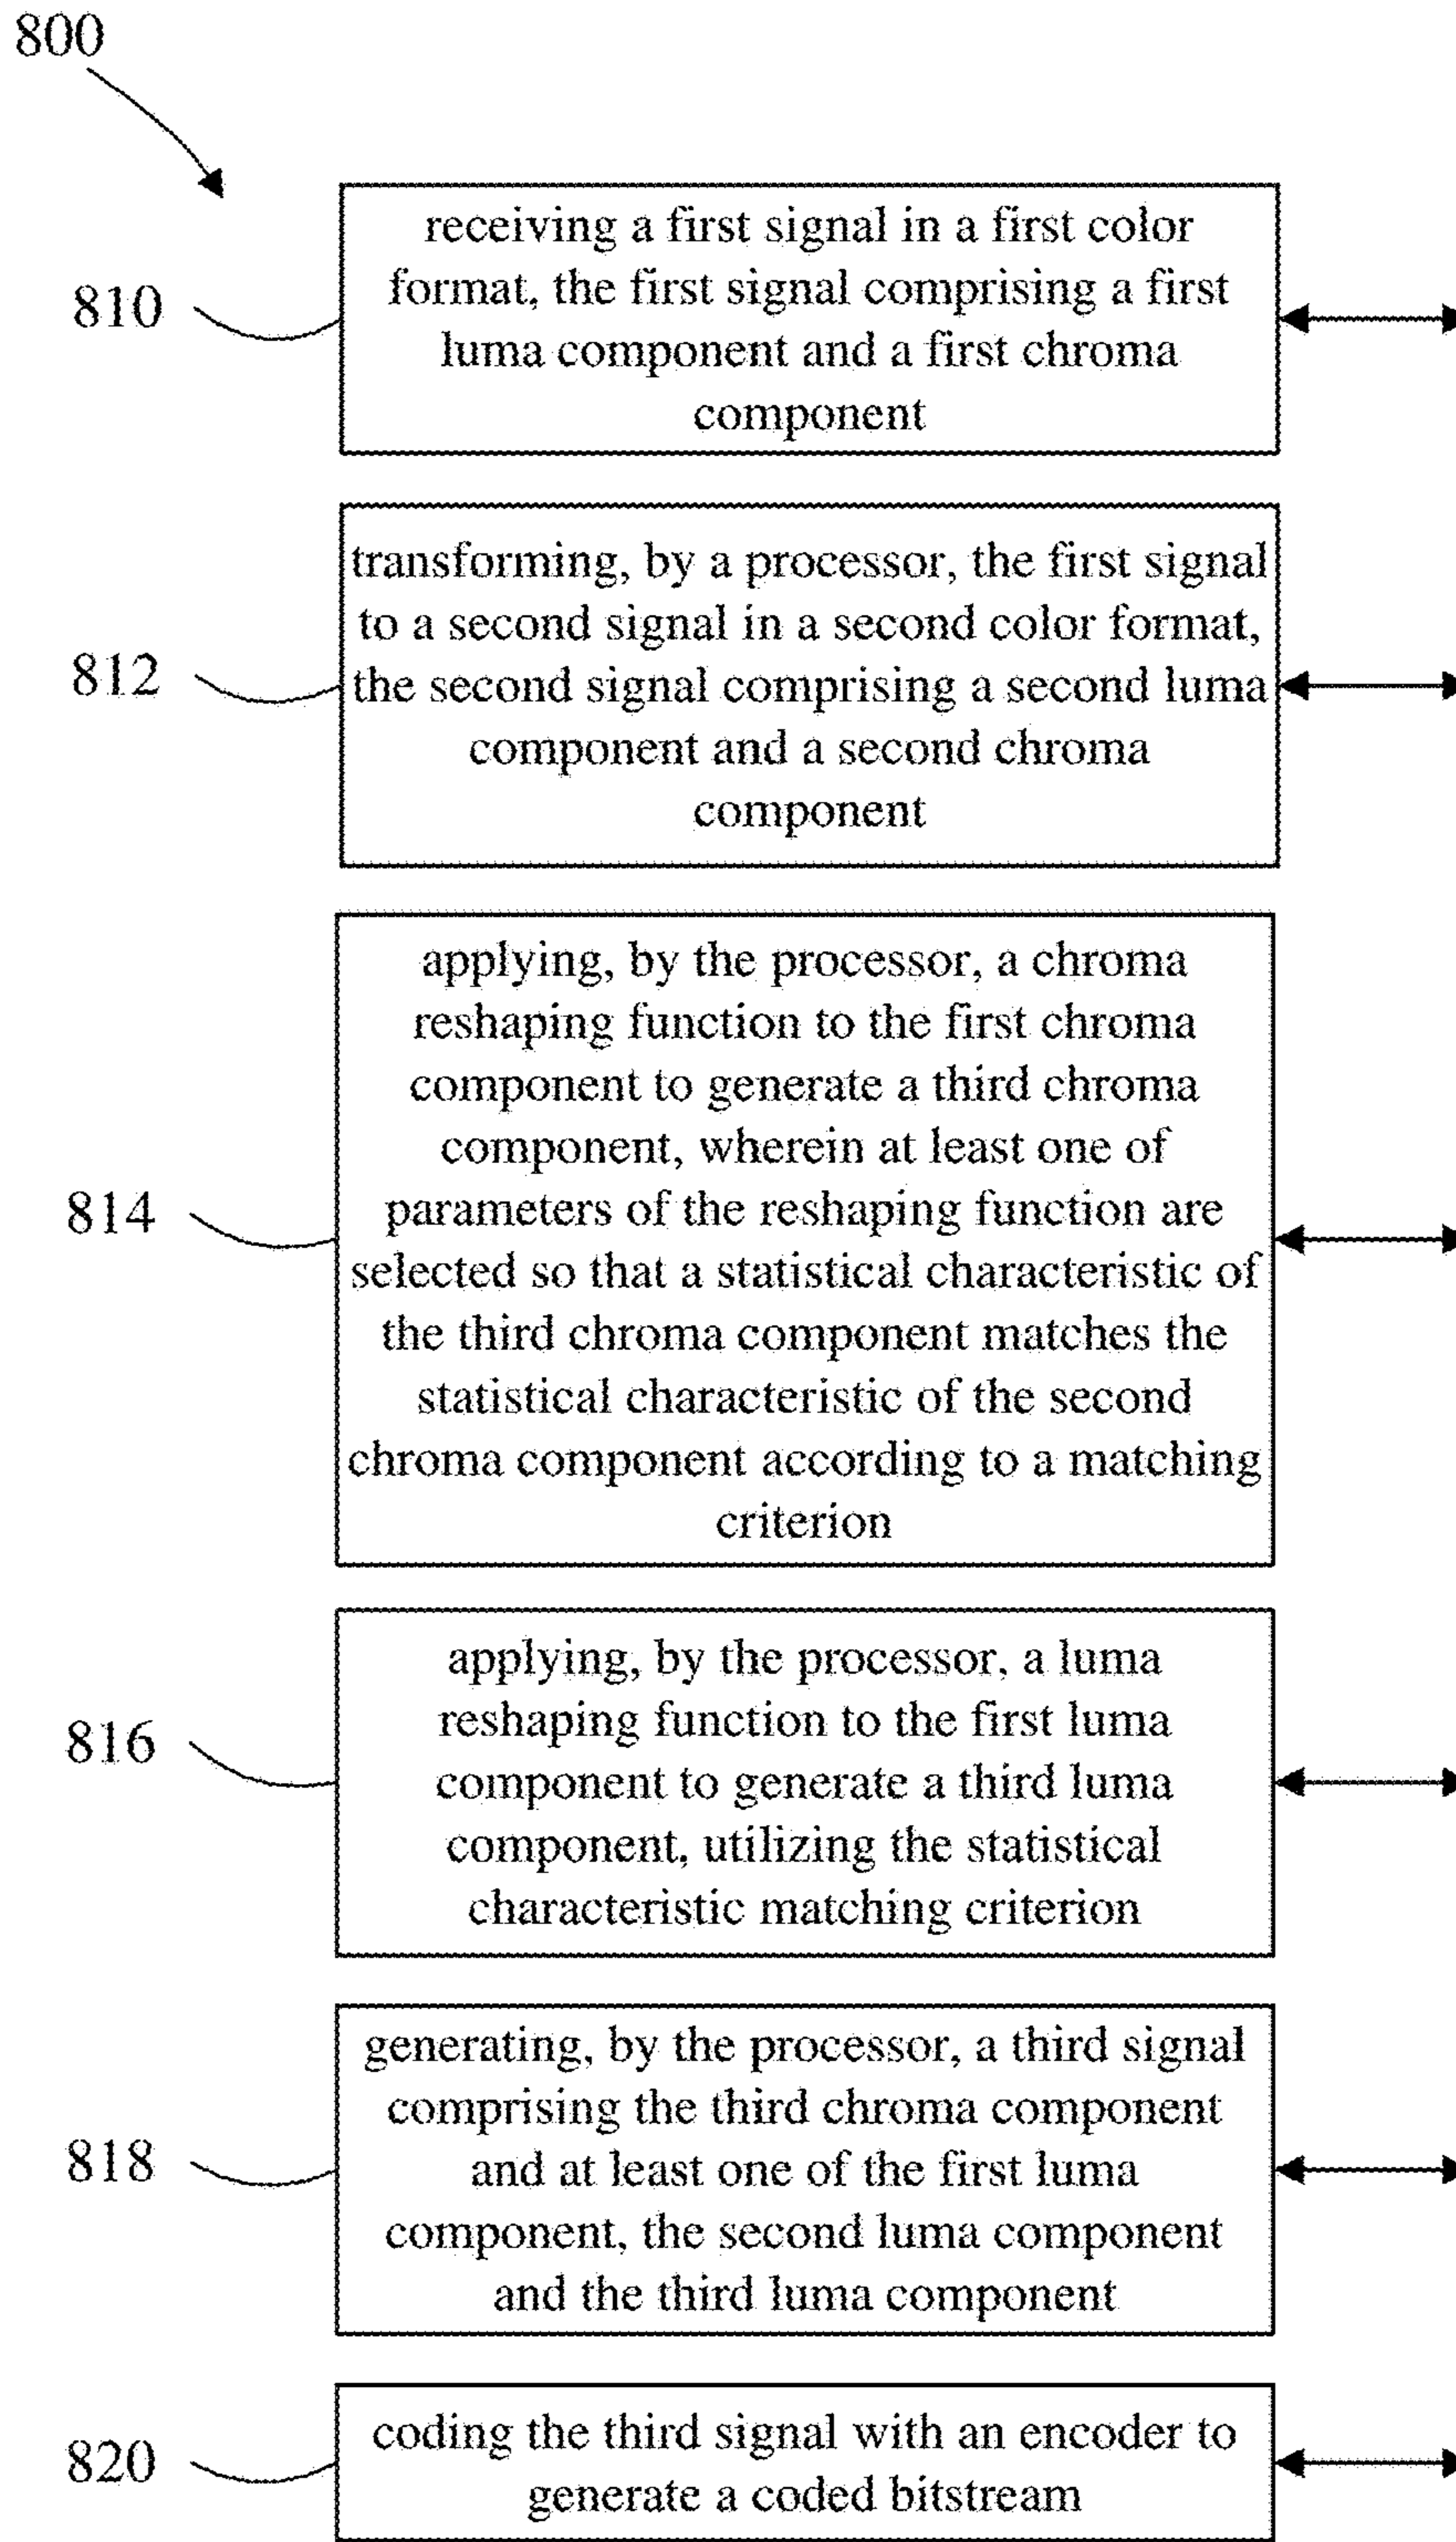 800
810
receiving a first signal in a first color
format, the first signal comprising a first
luma component and a first chroma
component
812
transforming, by a processor, the first signal
to a second signal in a second color format,
the second signal comprising a second luma
component and a second chroma
component
814
applying, by the processor, a chroma
reshaping function to the first chroma
component to generate a third chroma
component, wherein at least one of
parameters of the reshaping function are
selected so that a statistical characteristic of
the third chroma component matches the
statistical characteristic of the second
chroma component according to a matching
criterion
816
applying, by the processor, a luma
reshaping function to the first luma
component to generate a third luma
component, utilizing the statistical
characteristic matching criterion
818
generating, by the processor, a third signal
comprising the third chroma component
and at least one of the first luma
component, the second luma component
and the third luma component
820
coding the third signal with an encoder to
generate a coded bitstream